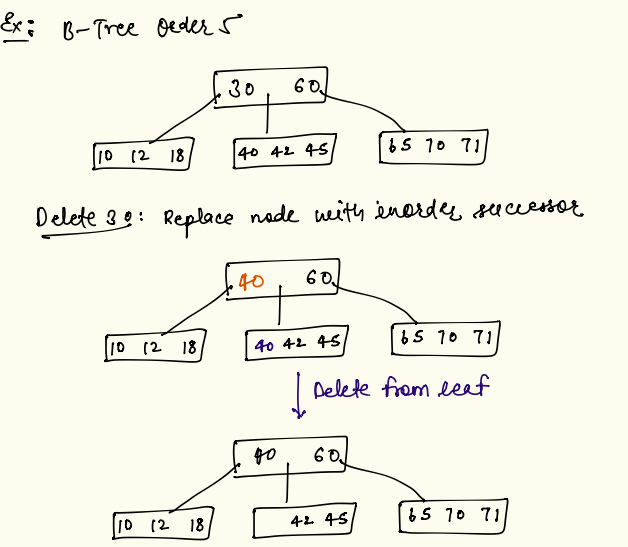 Ex: B-Tree Order 5
30 60
10 12 18 40 42 45 65 70 71
Delete 30: Replace node with inorder successor
40 60
10 12 18 40 42 45 65 70 71
Delete from leaf
40 60
10 12 18 42 45 65 70 71